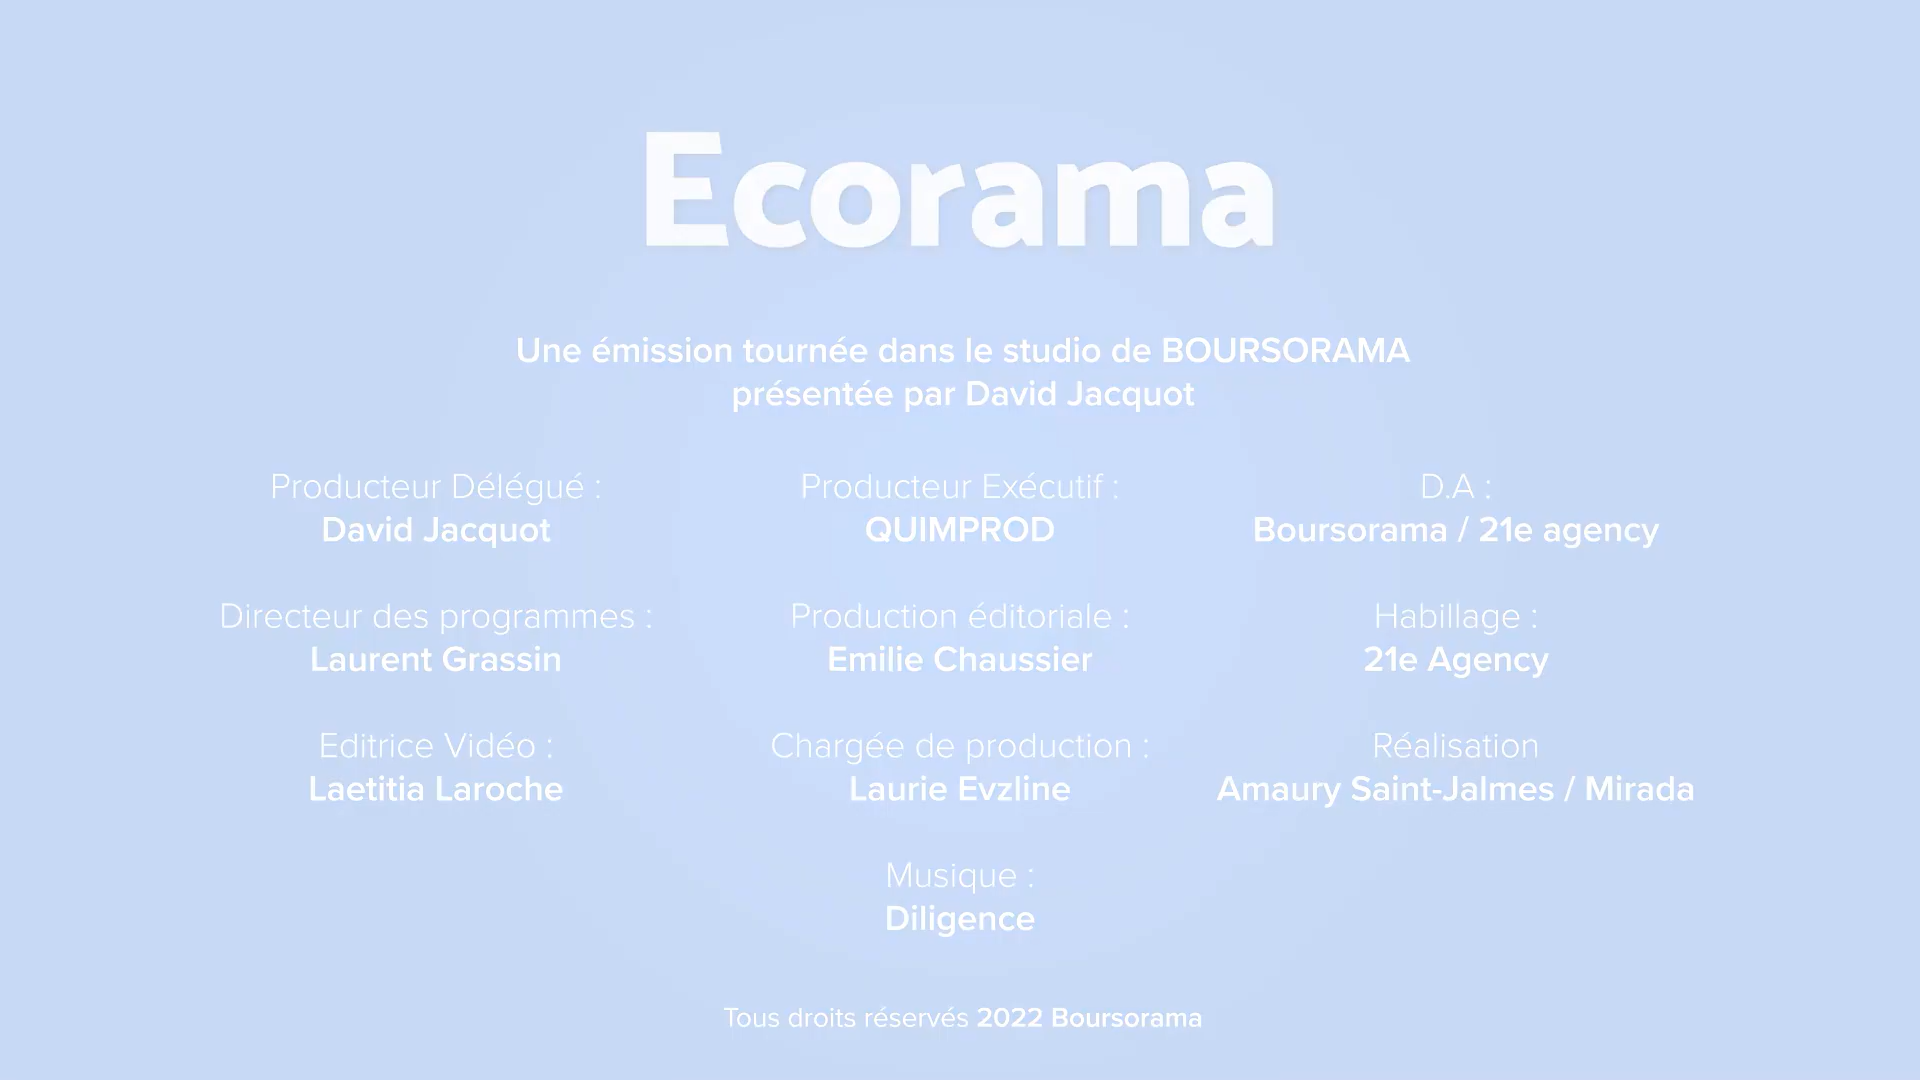 Ecorama
Une émission tournée dans le studio de BOURSORAMA
présentée par David Jacquot
Producteur Délégué :
David Jacquot
Producteur Exécutif :
QUIMPROD
D.A :
Boursorama / 21e agency
Directeur des programmes :
Laurent Grassin
Production éditoriale :
Emilie Chaussier
Habillage :
21e Agency
Editrice Vidéo :
Laetitia Laroche
Chargée de production :
Laurie Evzline
Réalisation
Amaury Saint-Jalmes / Mirada
Musique :
Diligence
Tous droits réservés 2022 Boursorama